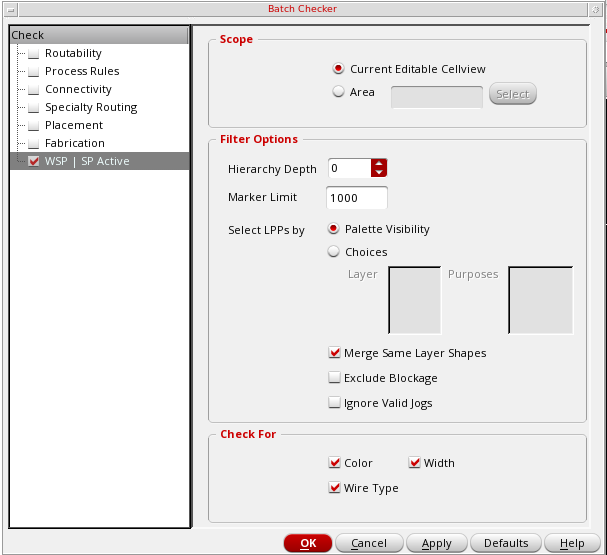 Batch Checker
Check
Routability
Process Rules
Connectivity
Specialty Routing
Placement
Fabrication
WSP | SP Active
Scope
Current Editable Cellview
Area
Select
Filter Options
Hierarchy Depth 0
Marker Limit 1000
Select LPPs by Palette Visibility
Choices
Layer Purposes
Merge Same Layer Shapes
Exclude Blockage
Ignore Valid Jogs
Check For
Color Width
Wire Type
OK Cancel Apply Defaults Help